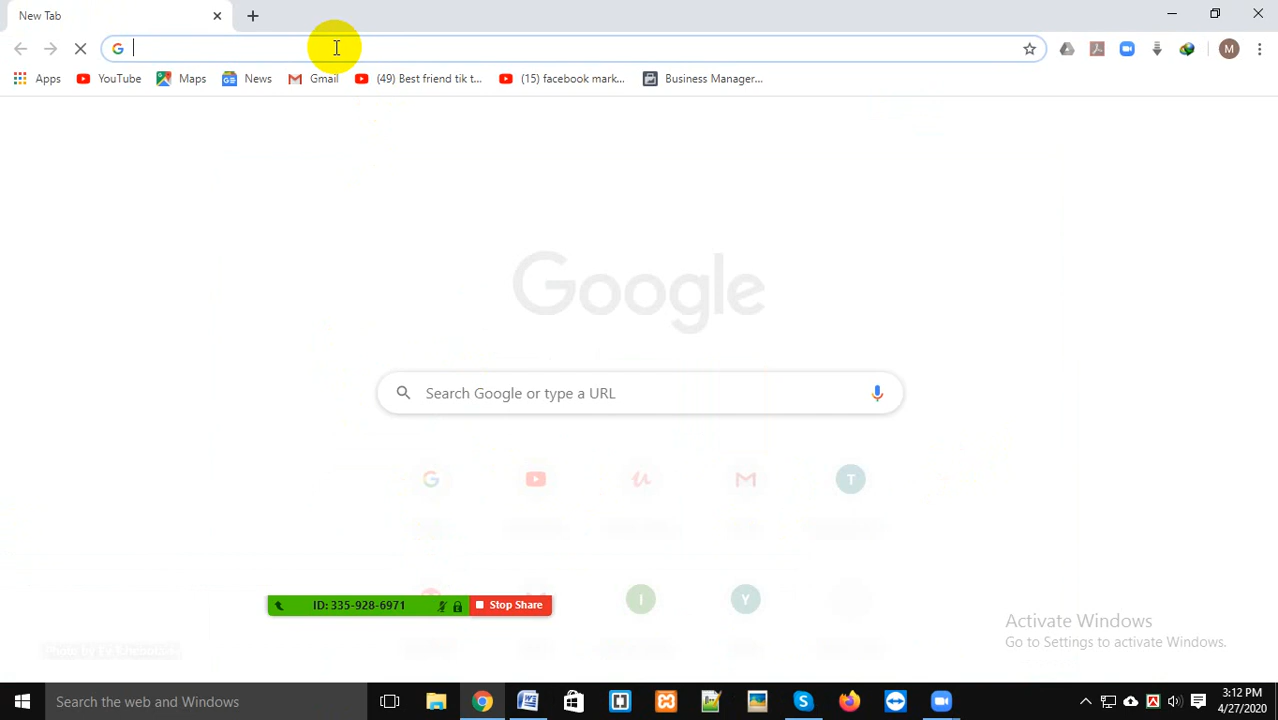 New Tab
Apps YouTube Maps News Gmail (49) Best friend tik t... (15) facebook mark... Business Manager...
M
Google
Search Google or type a URL
T
I Y
ID: 335-928-6971 Stop Share
Activate Windows
Go to Settings to activate Windows.
Photo by
Search the web and Windows
3:12 PM
4/27/2020